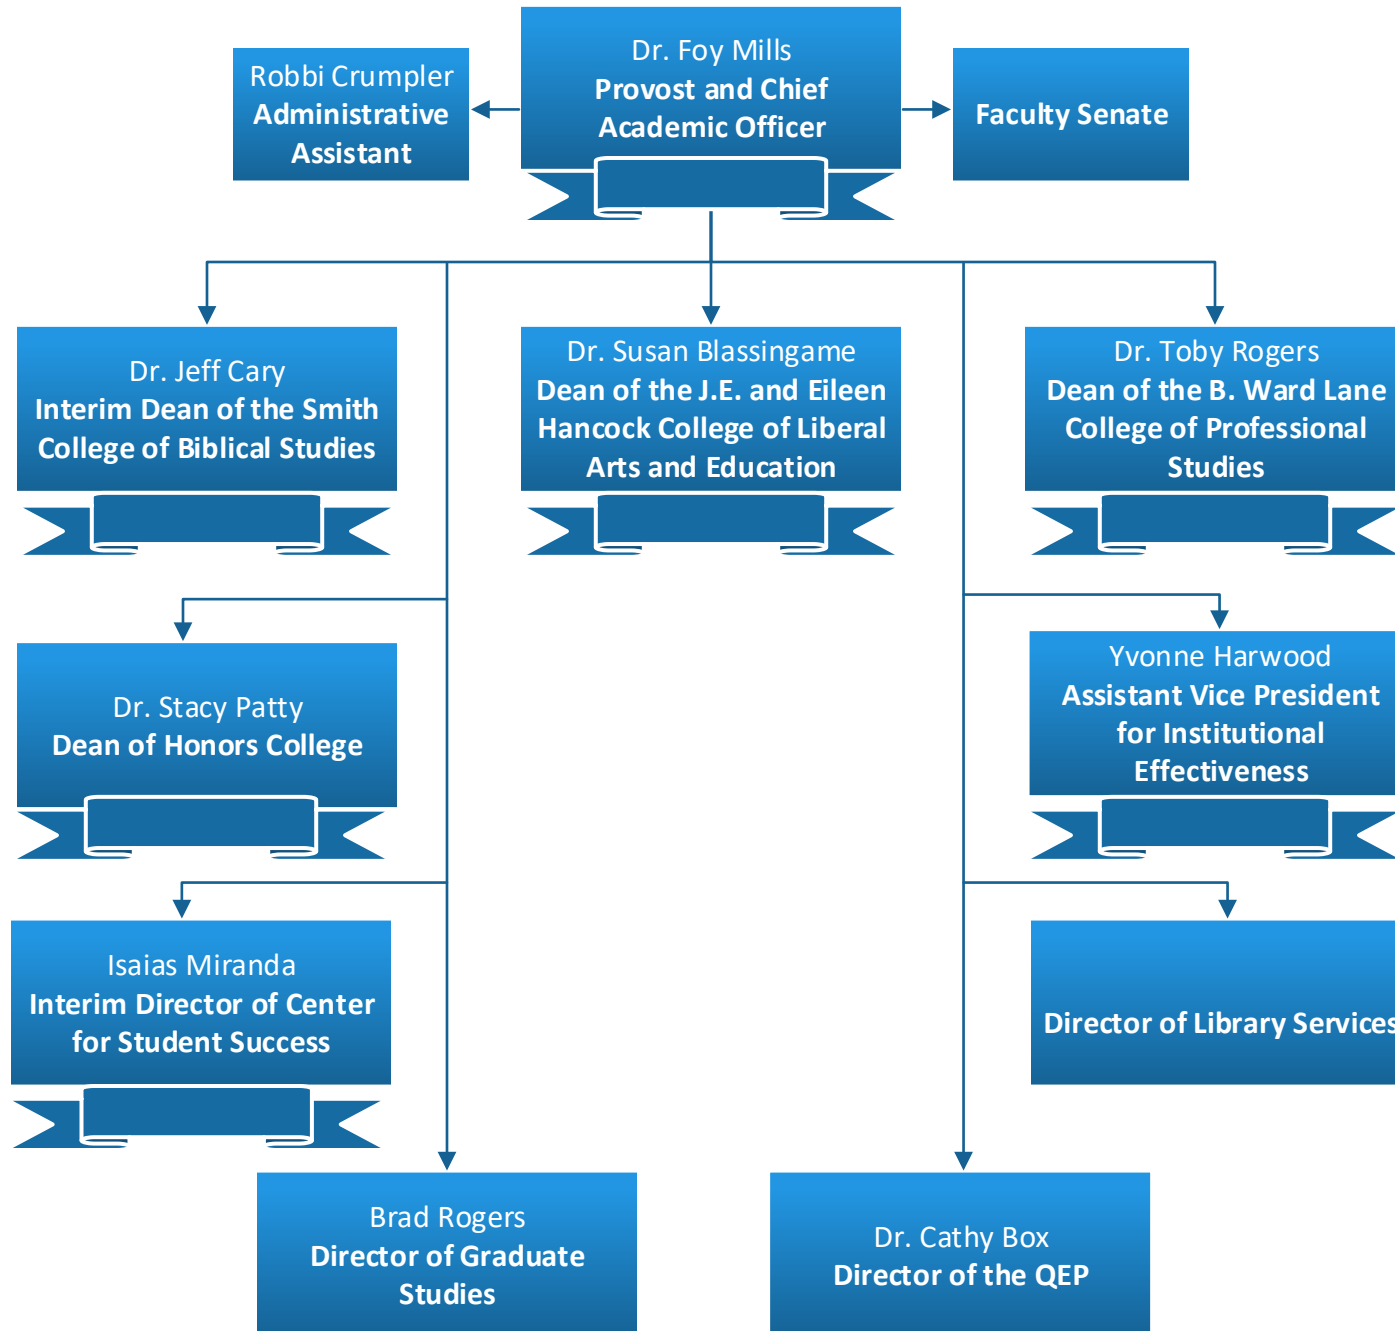 Dr. Foy Mills
Provost and Chief
Academic Officer
Robbi Crumpler
Administrative
Assistant
Faculty Senate
Dr. Jeff Cary
Interim Dean of the Smith
College of Biblical Studies
Dr. Susan Blassingame
Dean of the J.E. and Eileen
Hancock College of Liberal
Arts and Education
Dr. Toby Rogers
Dean of the B. Ward Lane
College of Professional
Studies
Dr. Stacy Patty
Dean of Honors College
Yvonne Harwood
Assistant Vice President
for Institutional
Effectiveness
Isaias Miranda
Interim Director of Center
for Student Success
Director of Library Services
Brad Rogers
Director of Graduate
Studies
Dr. Cathy Box
Director of the QEP